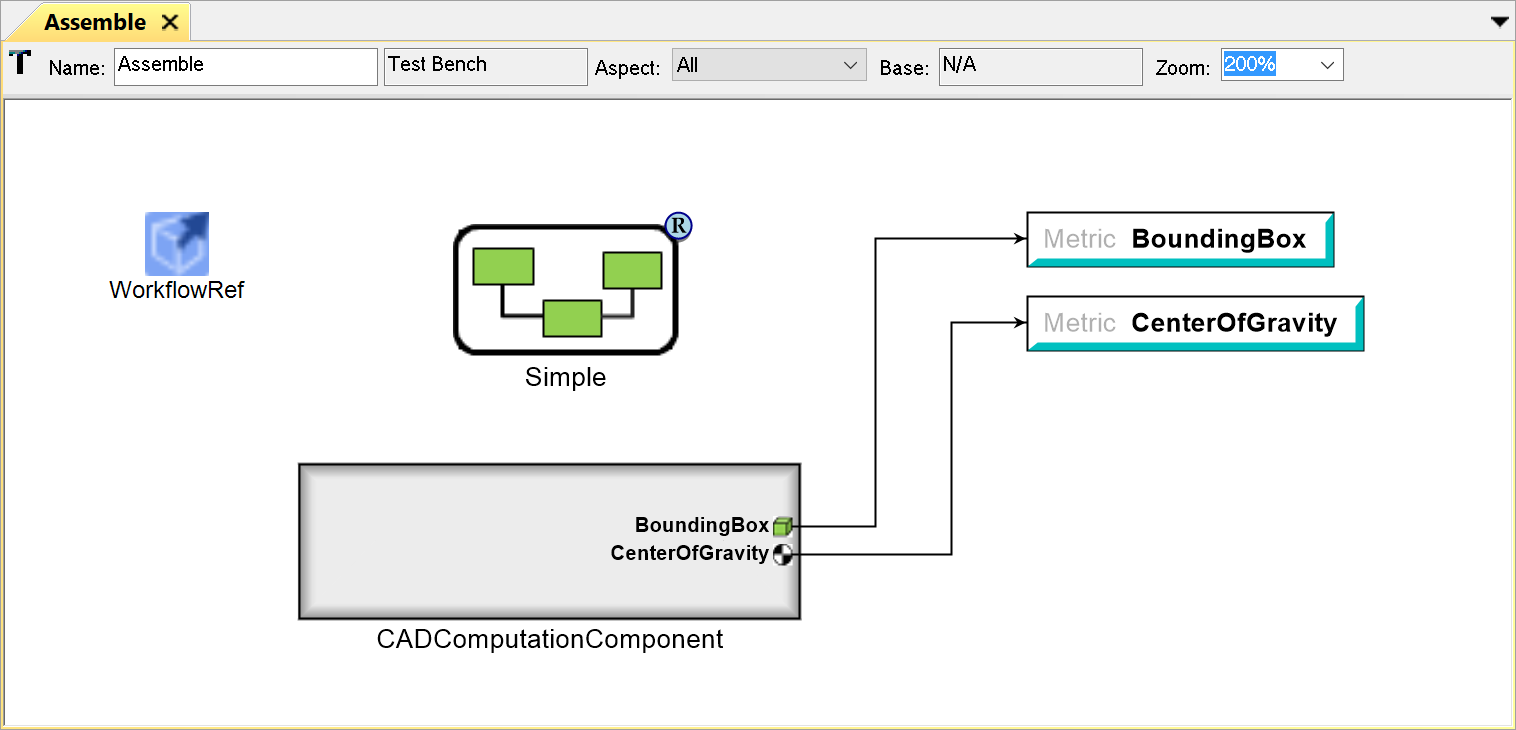 Assemble
Name: Assemble Test Bench Aspect: All Base: N/A Zoom: 200%
WorkflowRef
R
Simple
Metric BoundingBox
Metric CenterOfGravity
BoundingBox
CenterOfGravity
CADComputationComponent